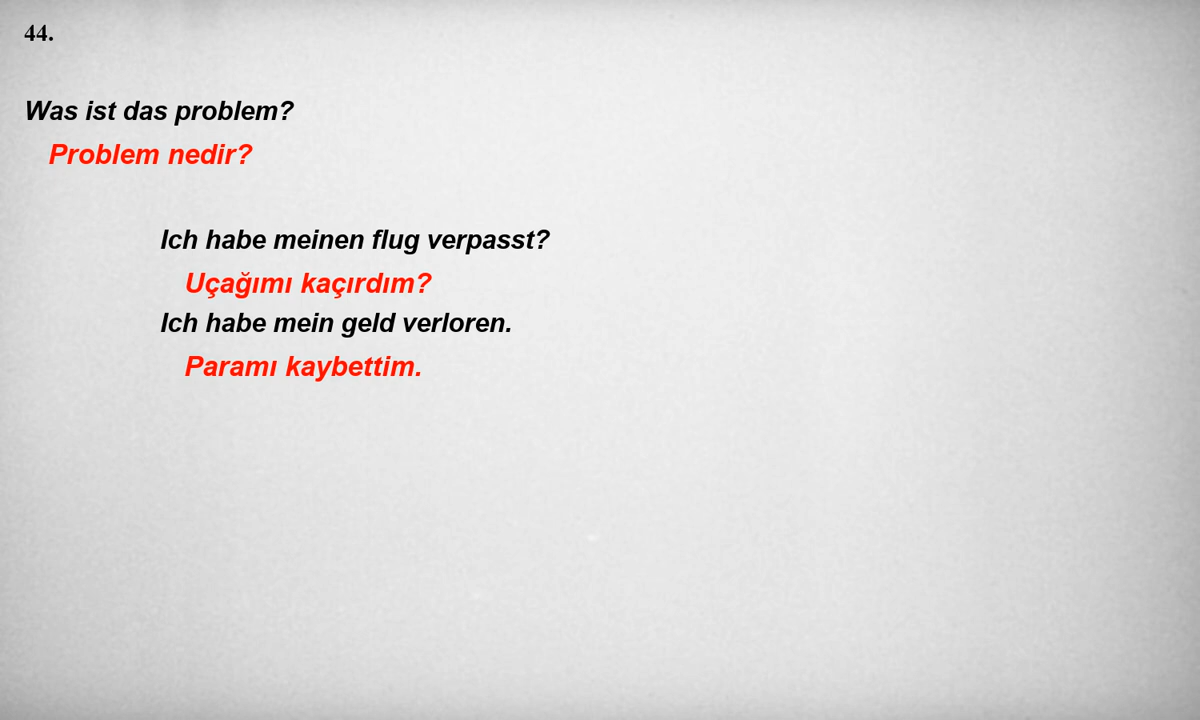 44.
Was ist das problem?
Problem nedir?
Ich habe meinen flug verpasst?
Uçağımı kaçırdım?
Ich habe mein geld verloren.
Paramı kaybettim.